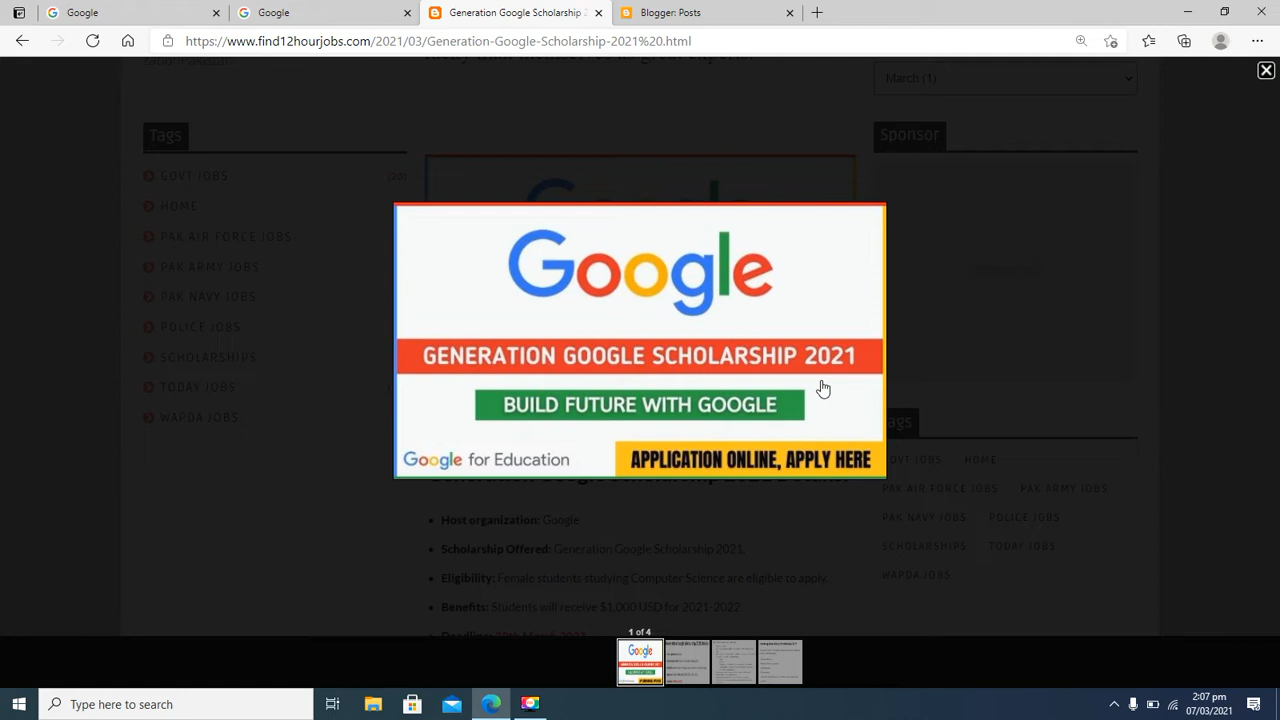 Google
Google
Generation Google Scholarship 2
Blogger: Posts
https://www.find12hourjobs.com/2021/03/Generation-Google-Scholarship-2021%20.html
March (1)
Tags
Sponsor
GOVT JOBS
(20)
HOME
PAK AIR FORCE JOBS
PAK ARMY JOBS
PAK NAVY JOBS
POLICE JOBS
SCHOLARSHIPS
TODAY JOBS
WAPDA JOBS
Google
GENERATION GOOGLE SCHOLARSHIP 2021
BUILD FUTURE WITH GOOGLE
Google for Education
APPLICATION ONLINE, APPLY HERE
Host organization: Google
Scholarship Offered: Generation Google Scholarship 2021.
Eligibility: Female students studying Computer Science are eligible to apply.
Benefits: Students will receive $1,000 USD for 2021-2022.
GOVT JOBS HOME
PAK AIR FORCE JOBS PAK ARMY JOBS
PAK NAVY JOBS POLICE JOBS
SCHOLARSHIPS TODAY JOBS
WAPDA JOBS
1 of 4
Type here to search
2:07 pm
07/03/2021